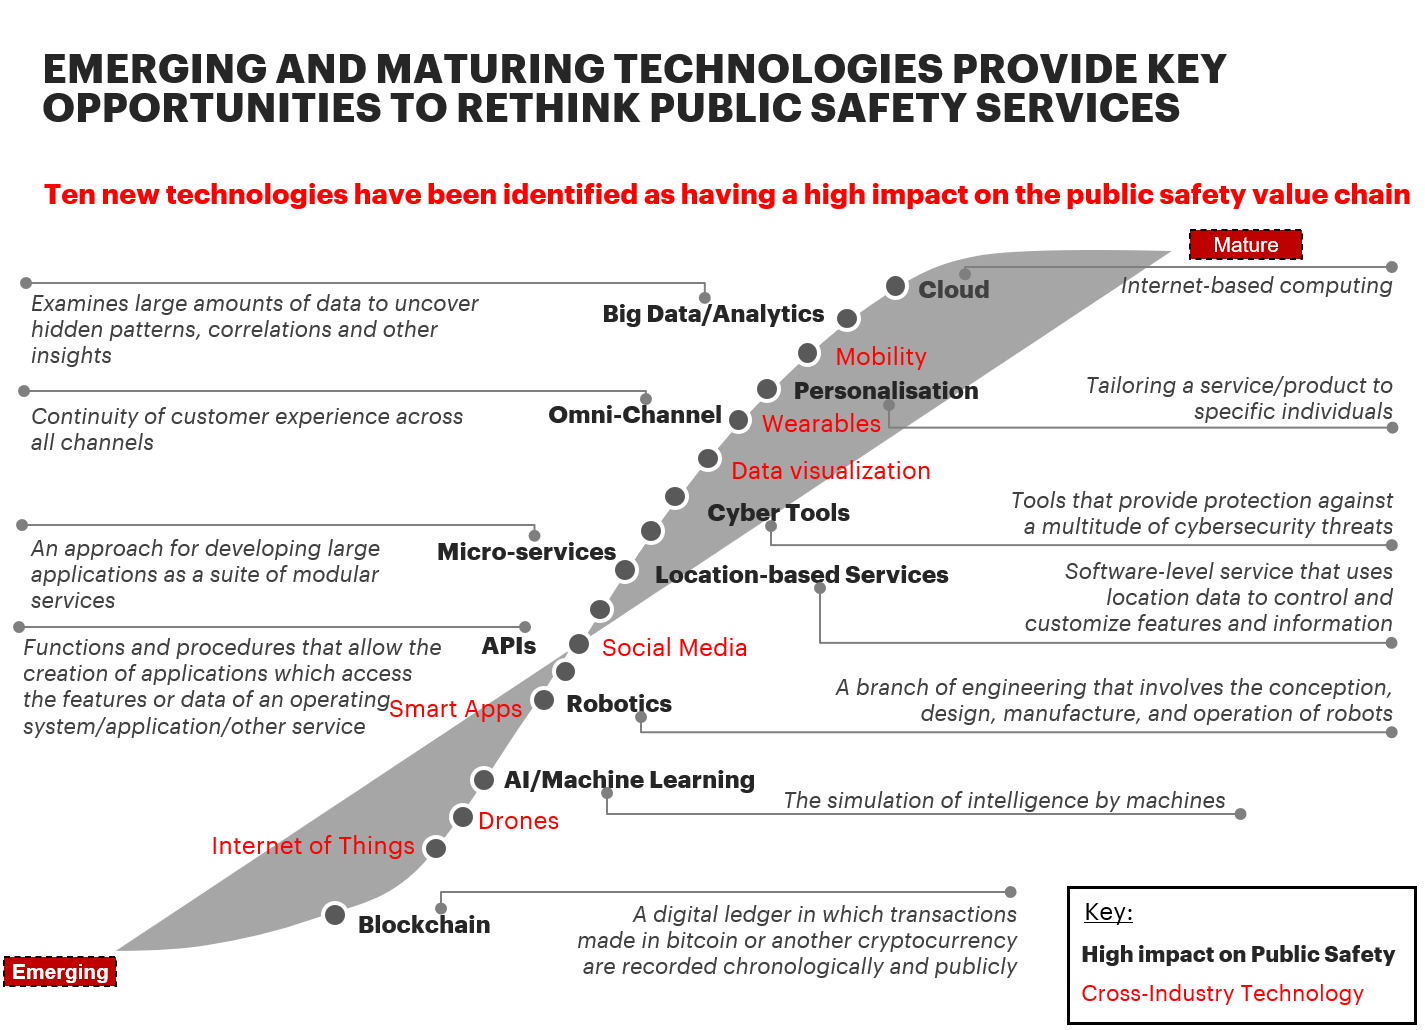 EMERGING AND MATURING TECHNOLOGIES PROVIDE KEY
OPPORTUNITIES TO RETHINK PUBLIC SAFETY SERVICES
Ten new technologies have been identified as having a high impact on the public safety value chain
Mature
Cloud
Internet-based computing
Examines large amounts of data to uncover
hidden patterns, correlations and other
insights
Big Data/Analytics
Mobility
Personalisation
Tailoring a service/product to
specific individuals
Continuity of customer experience across
all channels
Omni-Channel
Wearables
Data visualization
Cyber Tools
Tools that provide protection against
a multitude of cybersecurity threats
An approach for developing large
applications as a suite of modular
services
Micro-services
Location-based Services
Software-level service that uses
location data to control and
customize features and information
Functions and procedures that allow the
creation of applications which access
the features or data of an operating
system/application/other service
APIs
Social Media
Smart Apps
Robotics
A branch of engineering that involves the conception,
design, manufacture, and operation of robots
AI/Machine Learning
The simulation of intelligence by machines
Drones
Internet of Things
Blockchain
A digital ledger in which transactions
made in bitcoin or another cryptocurrency
are recorded chronologically and publicly
Emerging
Key:
High impact on Public Safety
Cross-Industry Technology